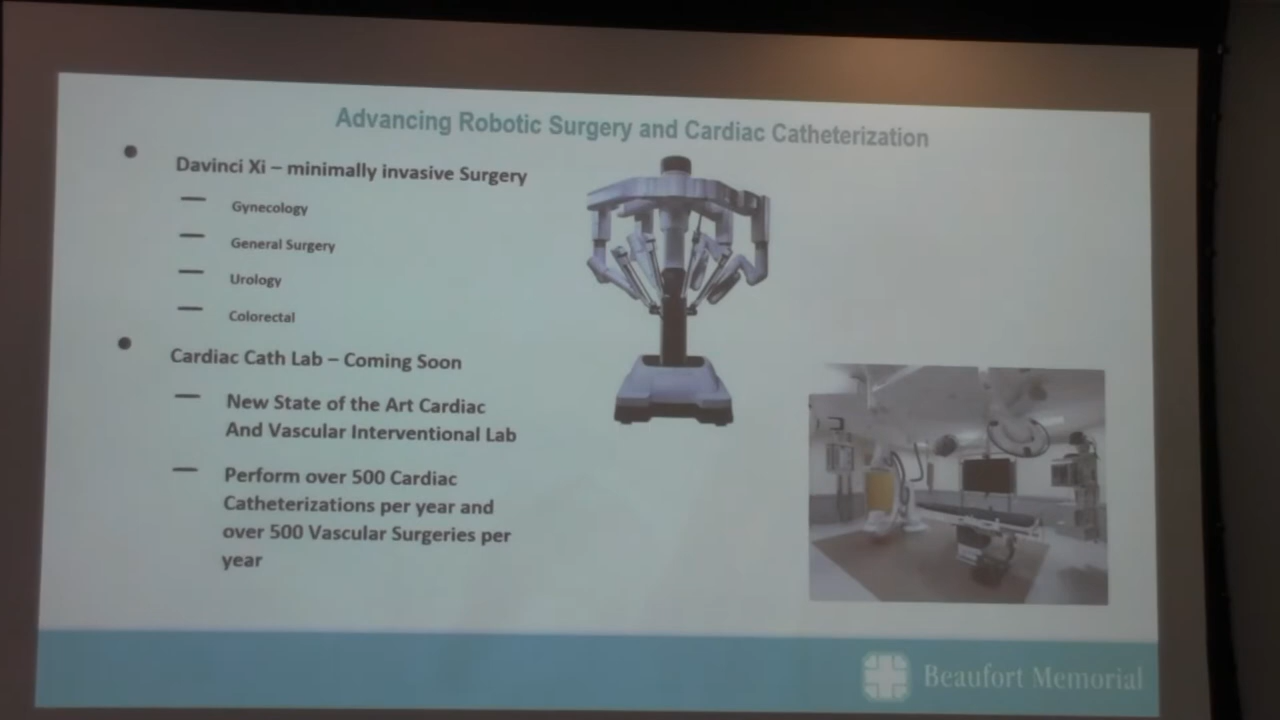 Advancing Robotic Surgery and Cardiac Catheterization
• Davinci Xi – minimally invasive Surgery
— Gynecology
— General Surgery
— Urology
— Colorectal
• Cardiac Cath Lab – Coming Soon
— New State of the Art Cardiac
And Vascular Interventional Lab
— Perform over 500 Cardiac
Catheterizations per year and
over 500 Vascular Surgeries per
year
Beaufort Memorial